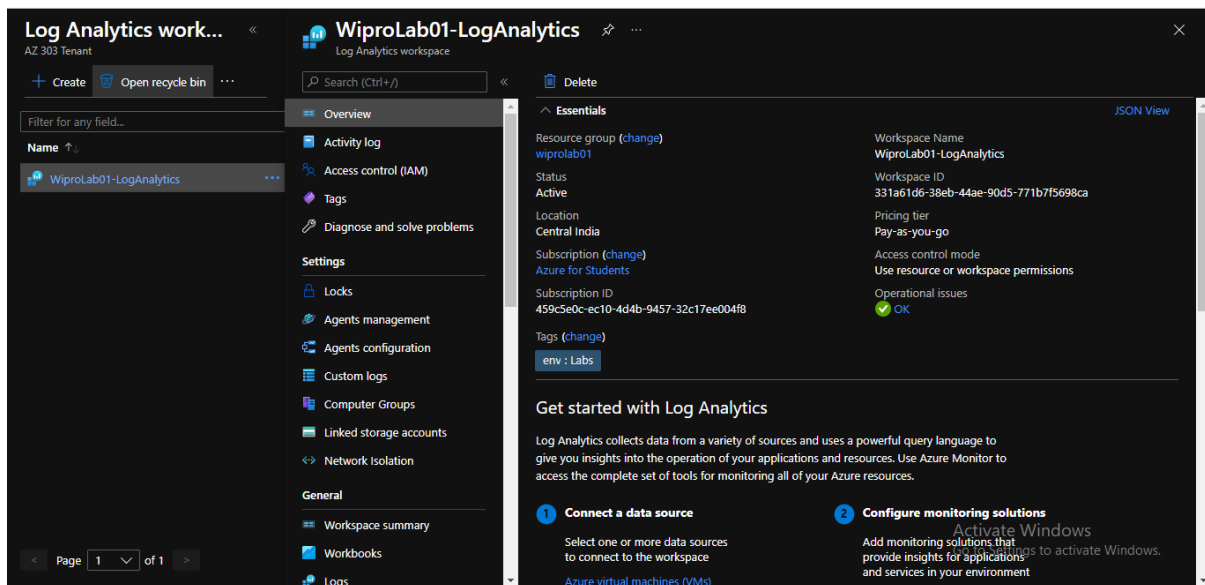 Log Analytics work...
AZ 303 Tenant
Create
Open recycle bin
Filter for any field...
Name
WiproLab01-LogAnalytics
Page 1 of 1
WiproLab01-LogAnalytics
Log Analytics workspace
Search (Ctrl+/)
Overview
Activity log
Access control (IAM)
Tags
Diagnose and solve problems
Settings
Locks
Agents management
Agents configuration
Custom logs
Computer Groups
Linked storage accounts
Network Isolation
General
Workspace summary
Workbooks
Logs
Delete
Essentials
JSON View
Resource group (change)
wiprolab01
Status
Active
Location
Central India
Subscription (change)
Azure for Students
Subscription ID
459c5e0c-ec10-4d4b-9457-32c17ee004f8
Tags (change)
env : Labs
Workspace Name
WiproLab01-LogAnalytics
Workspace ID
331a61d6-38eb-44ae-90d5-771b7f5698ca
Pricing tier
Pay-as-you-go
Access control mode
Use resource or workspace permissions
Operational issues
OK
Get started with Log Analytics
Log Analytics collects data from a variety of sources and uses a powerful query language to
give you insights into the operation of your applications and resources. Use Azure Monitor to
access the complete set of tools for monitoring all of your Azure resources.
1 Connect a data source
Select one or more data sources
to connect to the workspace
Azure virtual machines (VMs)
2 Configure monitoring solutions
Add monitoring solutions that
provide insights for applications
and services in your environment
Activate Windows
Go to Settings to activate Windows.